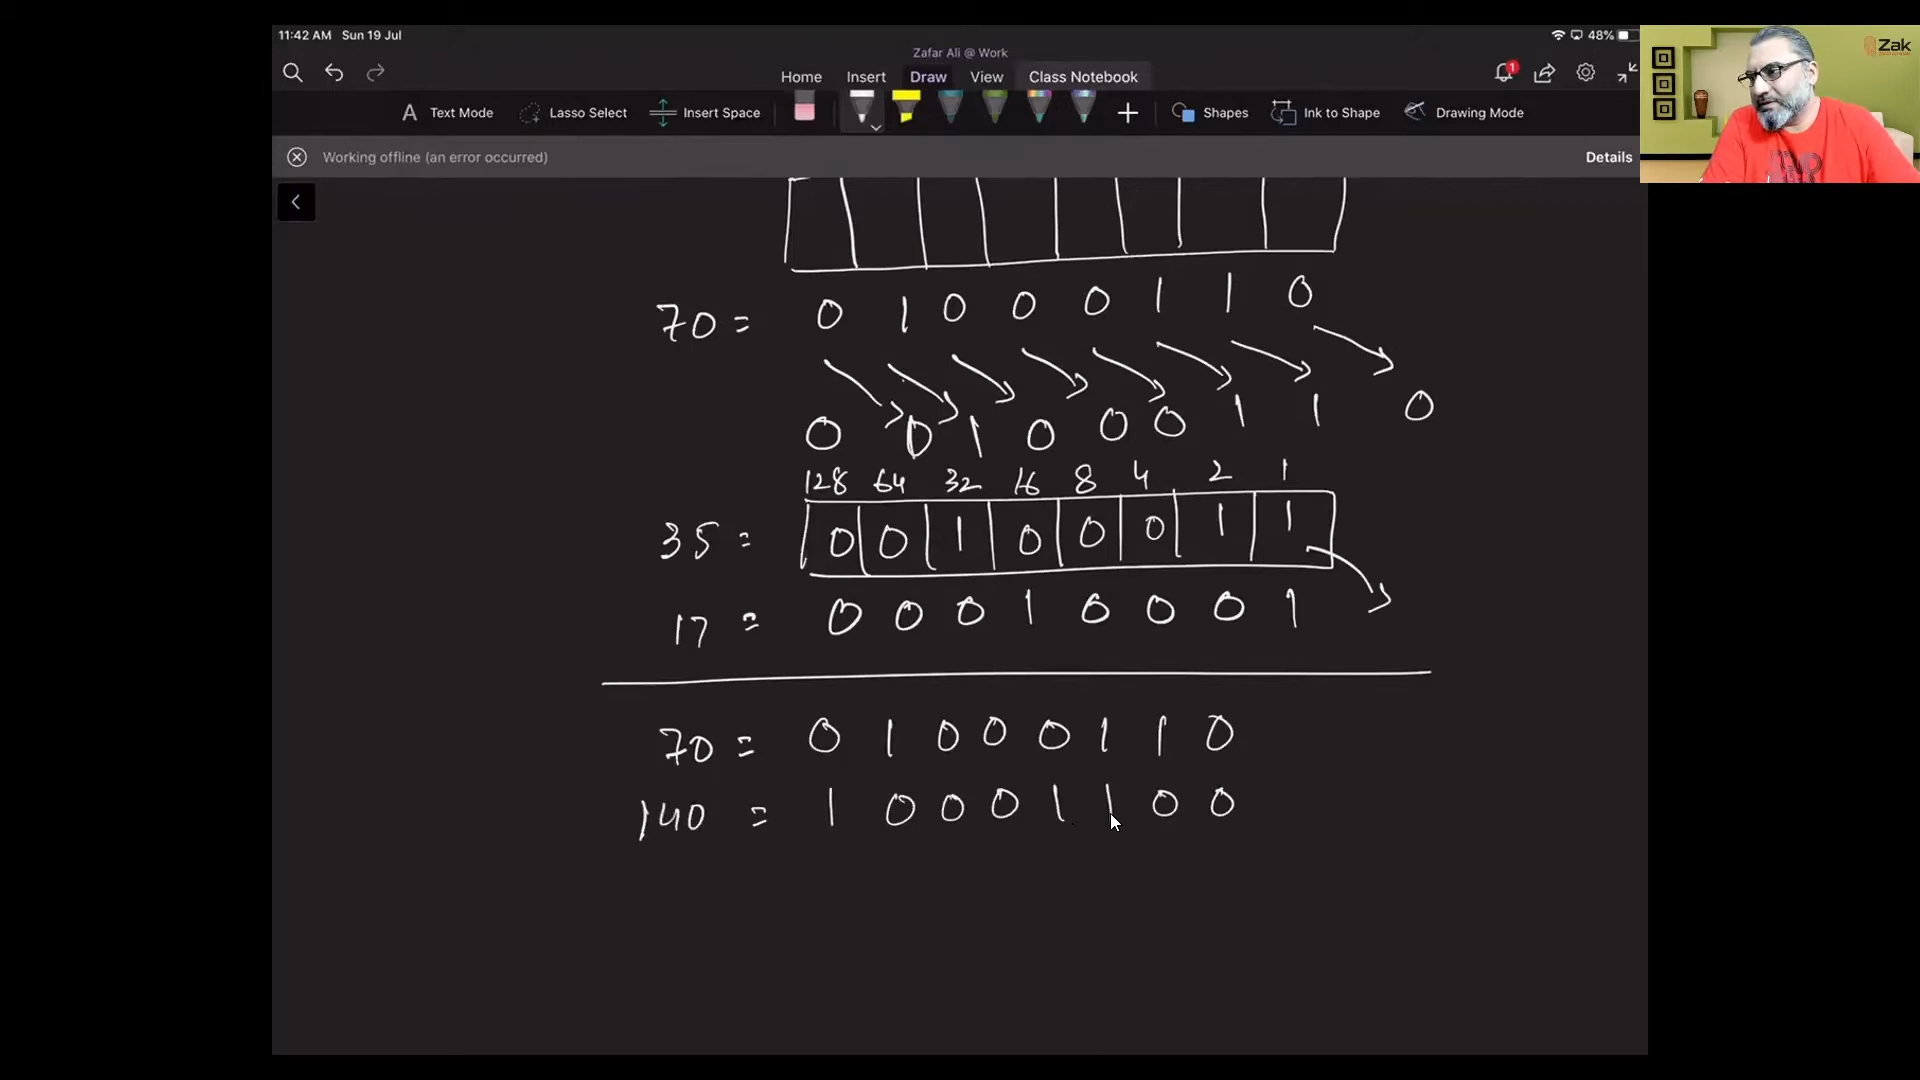 11:42 AM Sun 19 Jul
48%
Zak
Zafar Ali @ Work
Home Insert Draw View Class Notebook
1
Text Mode Lasso Select Insert Space Shapes Ink to Shape Drawing Mode
Working offline (an error occurred) Details
70 = 0 1 0 0 0 1 1 0
0 0 1 0 0 0 1 1 0
128 64 32 16 8 4 2 1
35 = 0 0 1 0 0 0 1 1
17 = 0 0 0 1 0 0 0 1
70 = 0 1 0 0 0 1 1 0
140 = 1 0 0 0 1 1 0 0